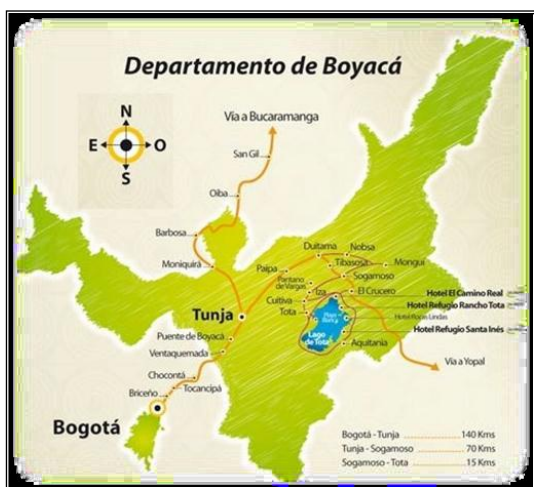 Departamento de Boyacá
N
E
O
S
Vía a Bucaramanga
San Gil
Oiba
Barbosa
Moniquirá
Duitama
Nobsa
Tibasosa
Mongui
Paipa
Sogamoso
Pantano
de Vargas
Iza
El Crucero
Cuitiva
Tota
Hotel El Camino Real
Hotel Refugio Rancho Tota
Hotel Rocas Lindas
Lago
de Tota
Hotel Refugio Santa Inés
Aquitania
Tunja
Puente de Boyacá
Ventaquemada
Vía a Yopal
Chocontá
Tocancipá
Briceño
Bogotá
Bogotá - Tunja 140 Kms
Tunja - Sogamoso 70 Kms
Sogamoso - Tota 15 Kms